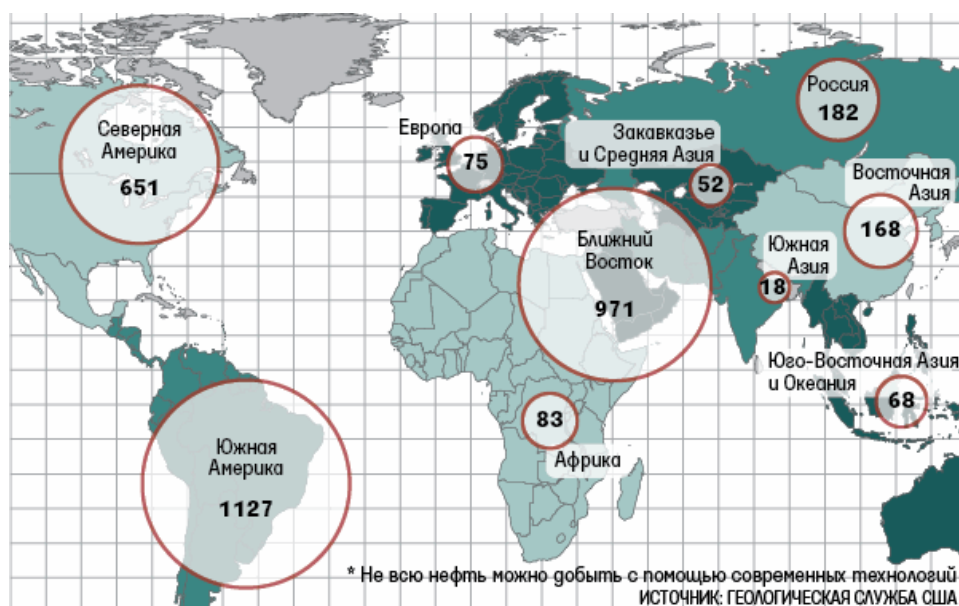 Северная
Америка
651
Европа
75
Закавказье
и Средняя Азия
52
Россия
182
Восточная
Азия
168
Ближний
Восток
971
Южная
Азия
18
Юго-Восточная Азия
и Океания
68
83
Африка
Южная
Америка
1127
* Не всю нефть можно добыть с помощью современных технологий
ИСТОЧНИК: ГЕОЛОГИЧЕСКАЯ СЛУЖБА США